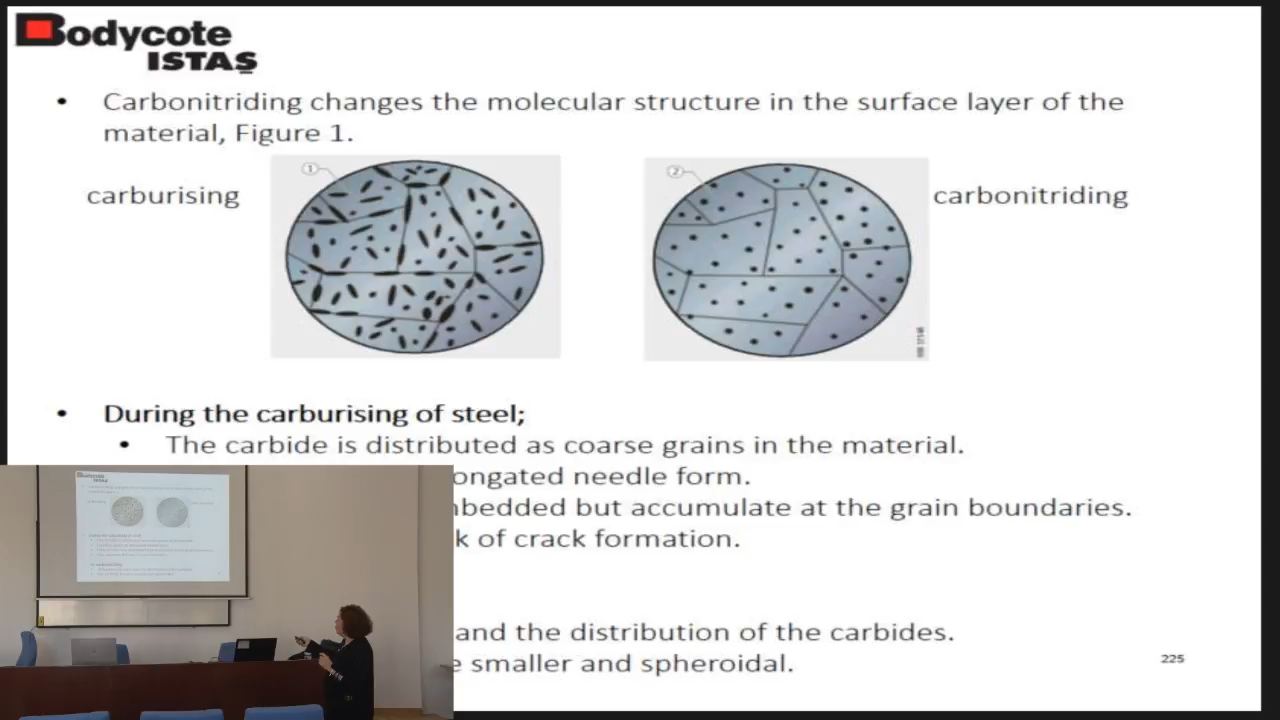 Bodycote
ISTAŞ
• Carbonitriding changes the molecular structure in the surface layer of the
material, Figure 1.
carburising
1
2
carbonitriding
• During the carburising of steel;
• The carbide is distributed as coarse grains in the material.
ongated needle form.
bedded but accumulate at the grain boundaries.
k of crack formation.
and the distribution of the carbides.
e smaller and spheroidal.
225